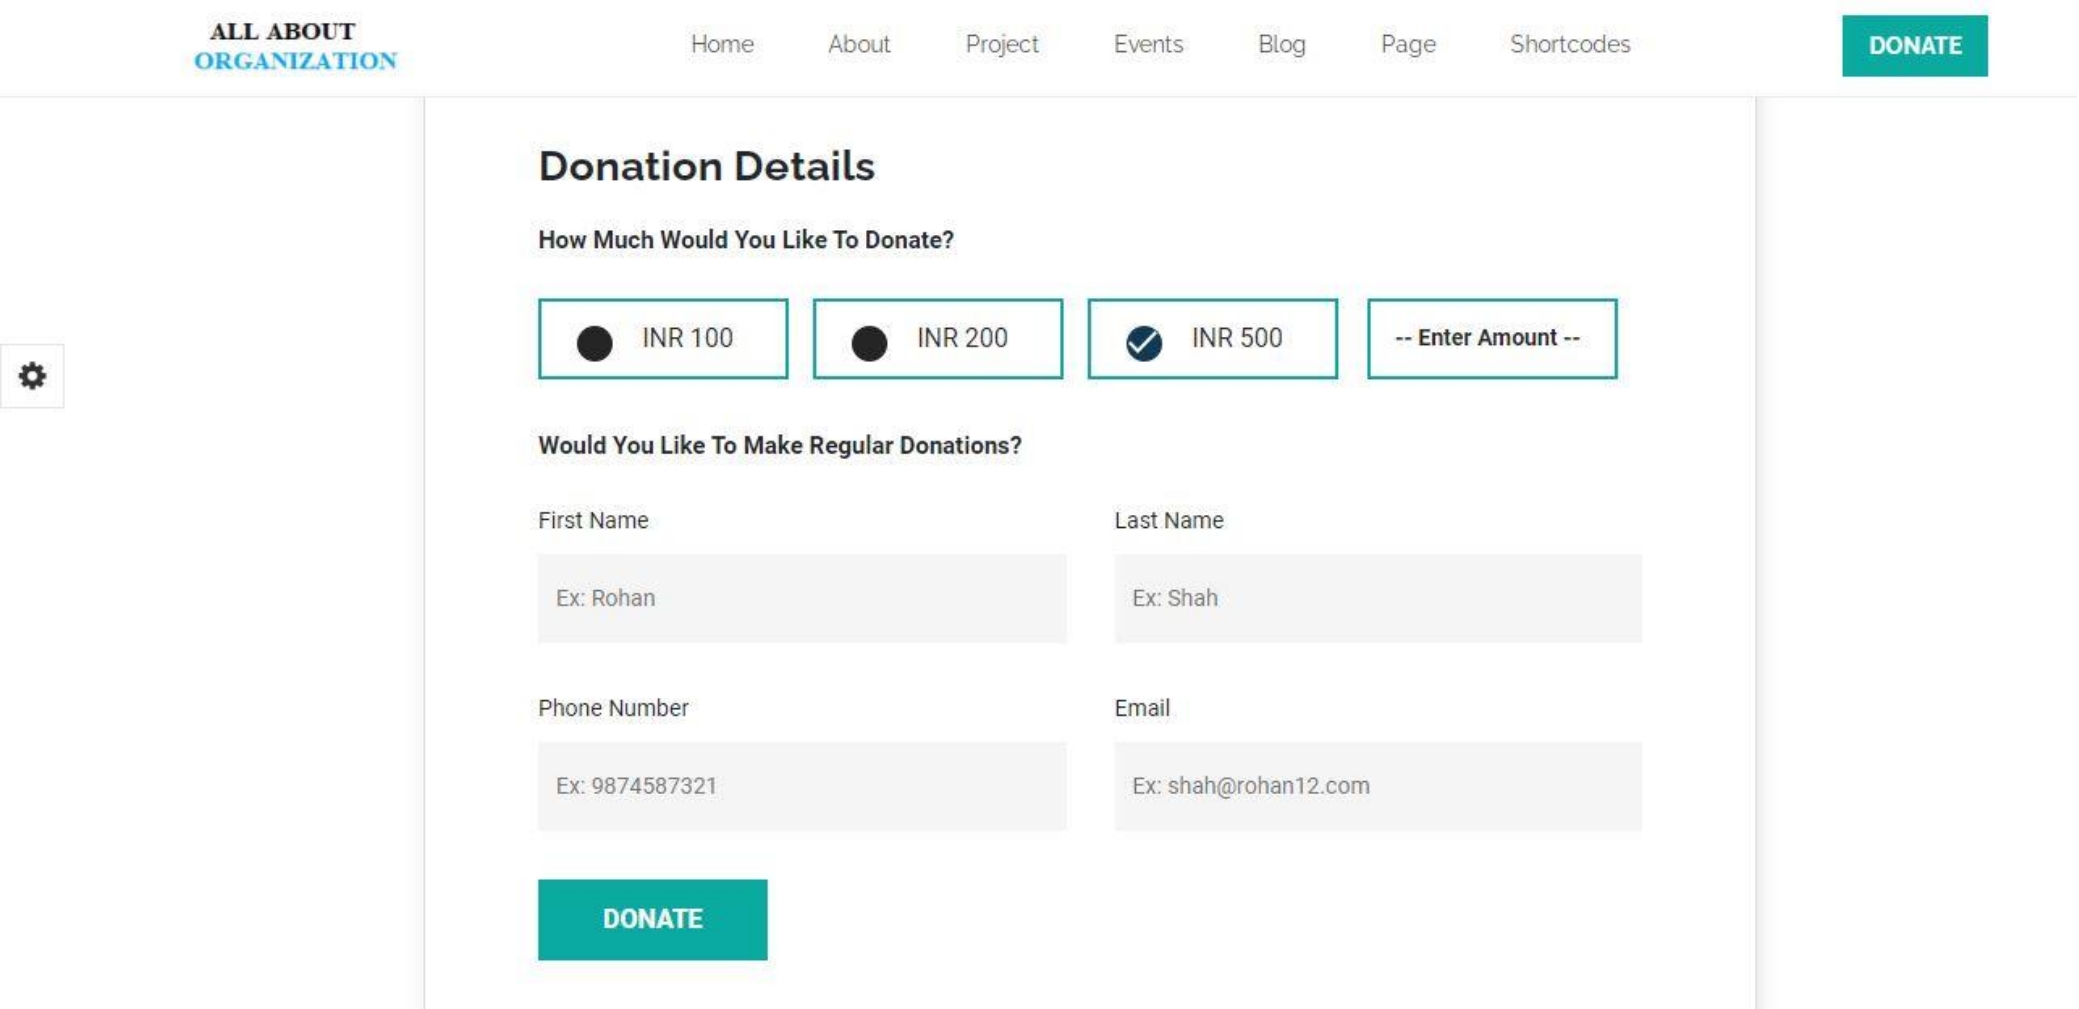 ALL ABOUT
ORGANIZATION
Home About Project Events Blog Page Shortcodes DONATE
Donation Details
How Much Would You Like To Donate?
INR 100 INR 200 INR 500 -- Enter Amount --
Would You Like To Make Regular Donations?
First Name Last Name
Ex: Rohan Ex: Shah
Phone Number Email
Ex: 9874587321 Ex: shah@rohan12.com
DONATE